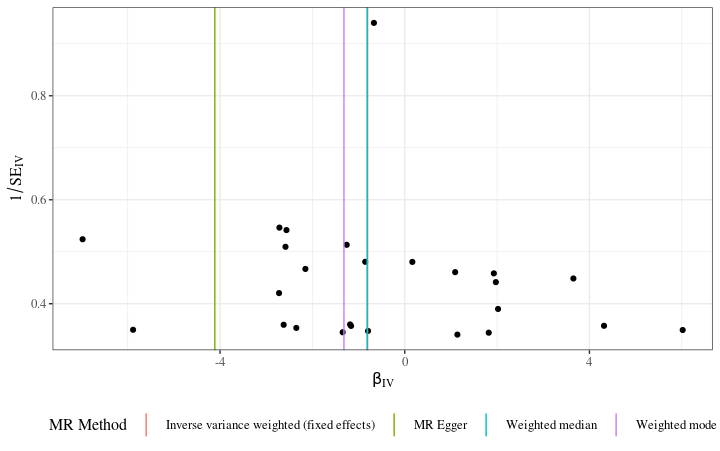 0.8
0.6
0.4
1/SE_IV
-4
0
4
β_IV
MR Method
Inverse variance weighted (fixed effects)
MR Egger
Weighted median
Weighted mode